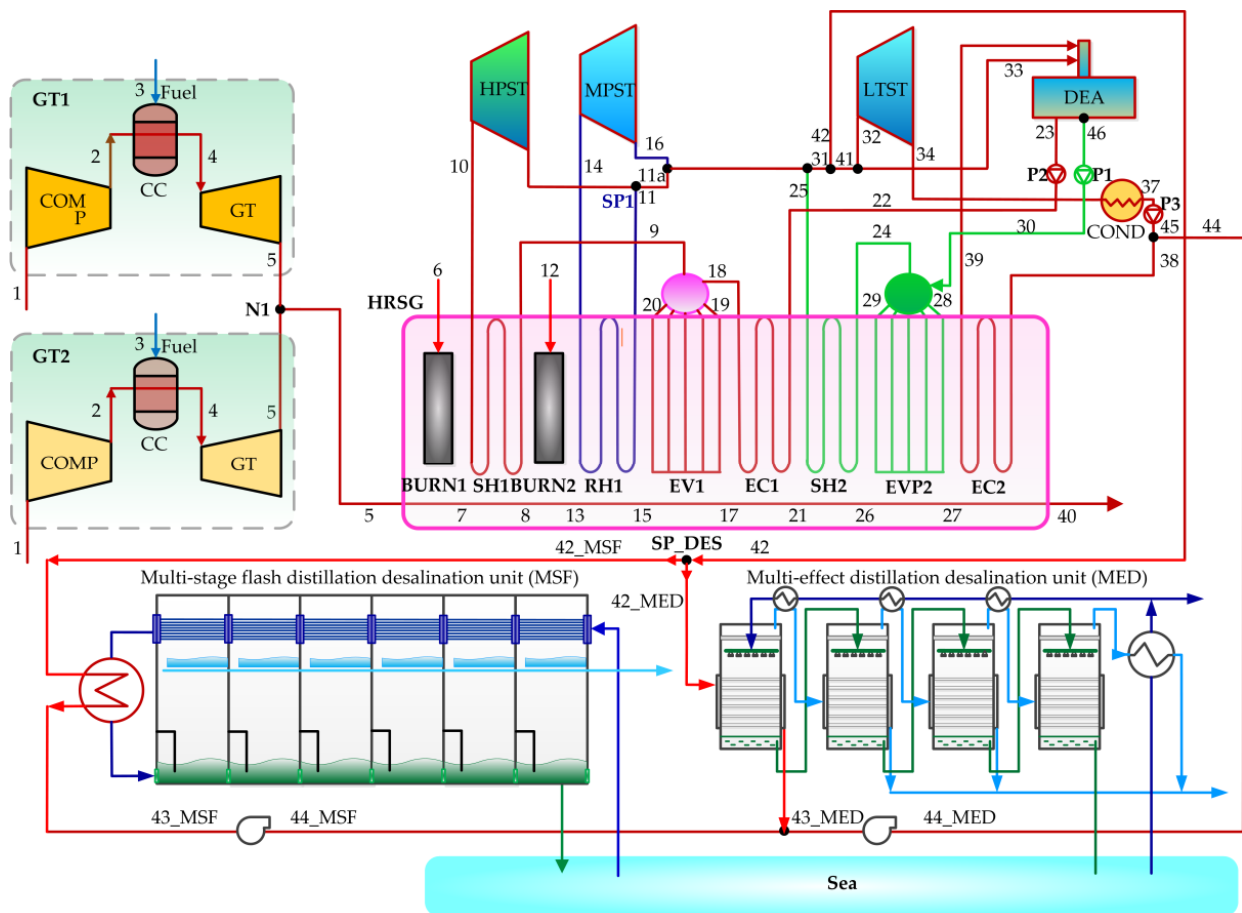 GT1
3
Fuel
2
4
CC
COM
P
GT
5
1
N1
GT2
3
Fuel
2
4
CC
COMP
GT
5
1
HPST
MPST
LTST
DEA
10
14
16
11a
11
SP1
25
31
42
41
32
34
33
23
46
P2
P1
37
P3
COND
45
44
38
22
30
39
9
24
6
12
HRSG
18
20
19
29
28
BURN1
SH1
BURN2
RH1
EV1
EC1
SH2
EVP2
EC2
5
7
8
13
15
17
21
26
27
40
SP_DES
42_MSF
42
42_MED
Multi-stage flash distillation desalination unit (MSF)
Multi-effect distillation desalination unit (MED)
43_MSF
44_MSF
43_MED
44_MED
Sea